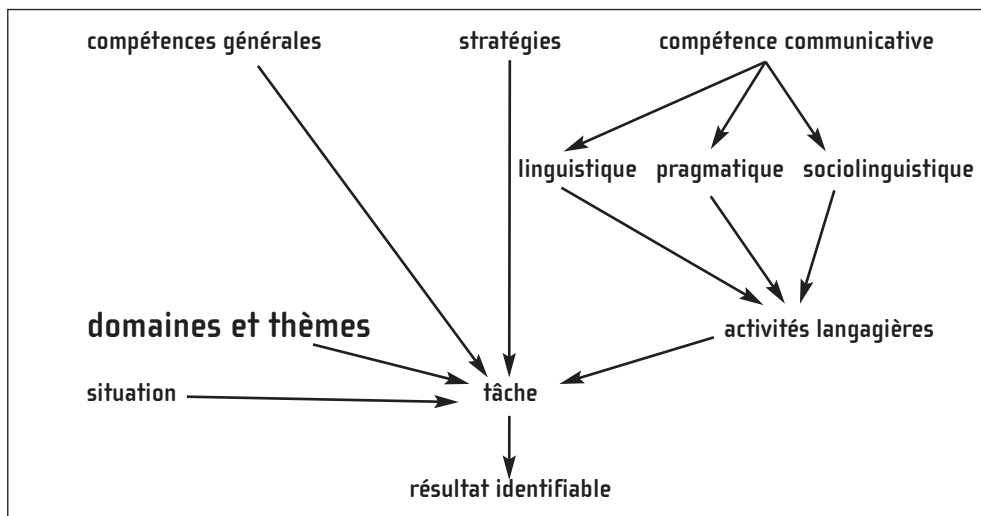 compétences générales stratégies compétence communicative
linguistique pragmatique sociolinguistique
domaines et thèmes activités langagières
situation tâche
résultat identifiable